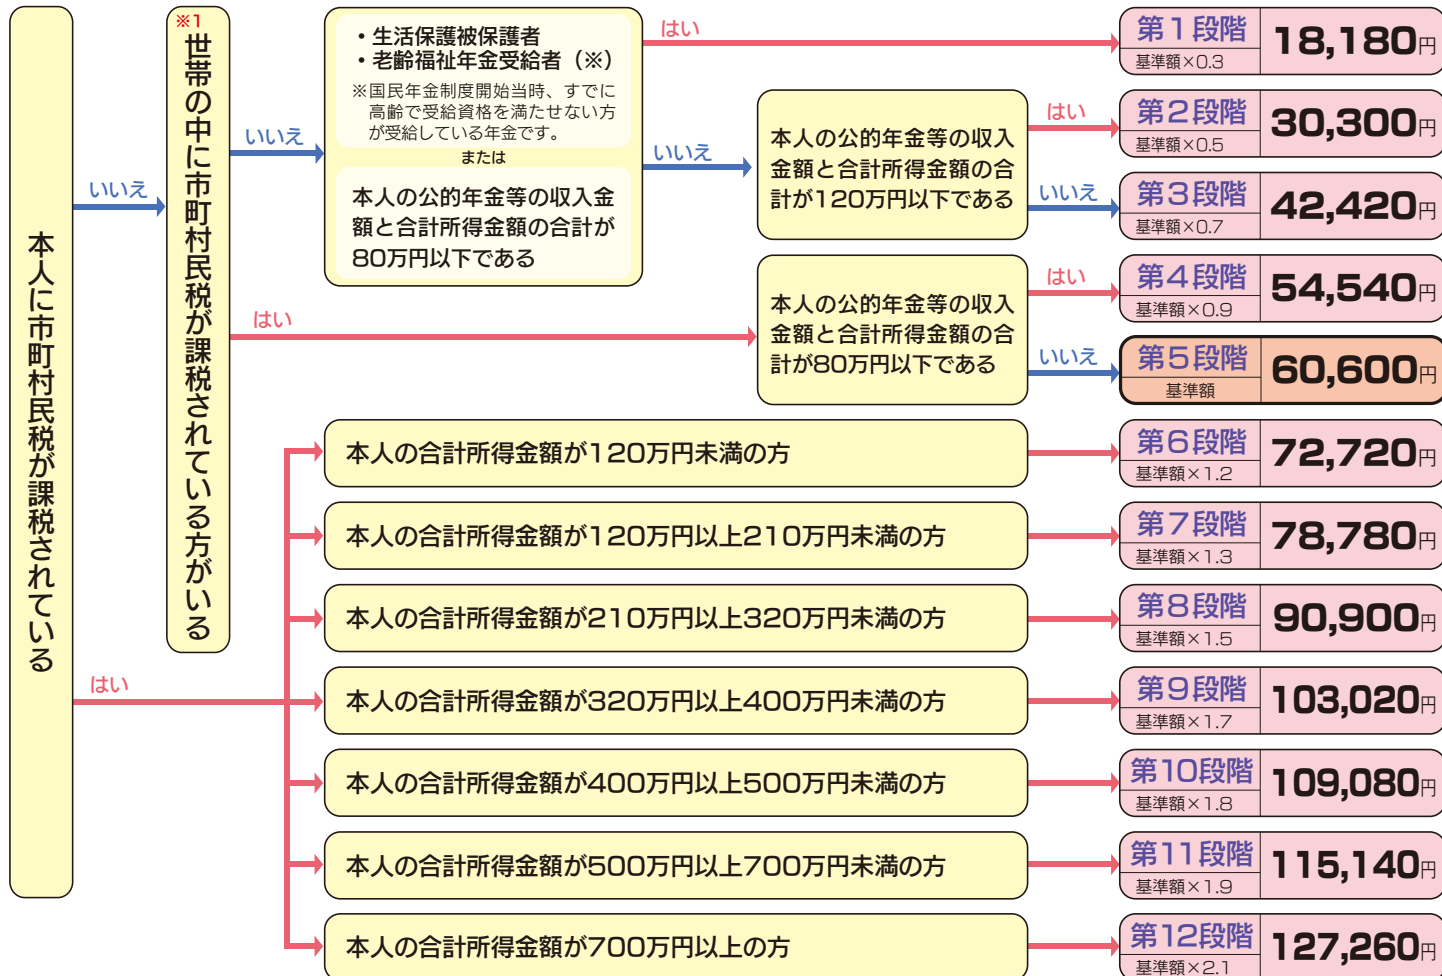 本人に市町村民税が課税されている
いいえ
はい
※1
世帯の中に市町村民税が課税されている方がいる
いいえ
はい
・生活保護被保護者
・老齢福祉年金受給者（※）
※国民年金制度開始当時、すでに
高齢で受給資格を満たせない方
が受給している年金です。
または
本人の公的年金等の収入金
額と合計所得金額の合計が
80万円以下である
はい
いいえ
本人の公的年金等の収入
金額と合計所得金額の合
計が120万円以下である
はい
いいえ
本人の公的年金等の収入
金額と合計所得金額の合
計が80万円以下である
はい
いいえ
第1段階
基準額×0.3
18,180円
第2段階
基準額×0.5
30,300円
第3段階
基準額×0.7
42,420円
第4段階
基準額×0.9
54,540円
第5段階
基準額
60,600円
本人の合計所得金額が120万円未満の方
第6段階
基準額×1.2
72,720円
本人の合計所得金額が120万円以上210万円未満の方
第7段階
基準額×1.3
78,780円
本人の合計所得金額が210万円以上320万円未満の方
第8段階
基準額×1.5
90,900円
本人の合計所得金額が320万円以上400万円未満の方
第9段階
基準額×1.7
103,020円
本人の合計所得金額が400万円以上500万円未満の方
第10段階
基準額×1.8
109,080円
本人の合計所得金額が500万円以上700万円未満の方
第11段階
基準額×1.9
115,140円
本人の合計所得金額が700万円以上の方
第12段階
基準額×2.1
127,260円